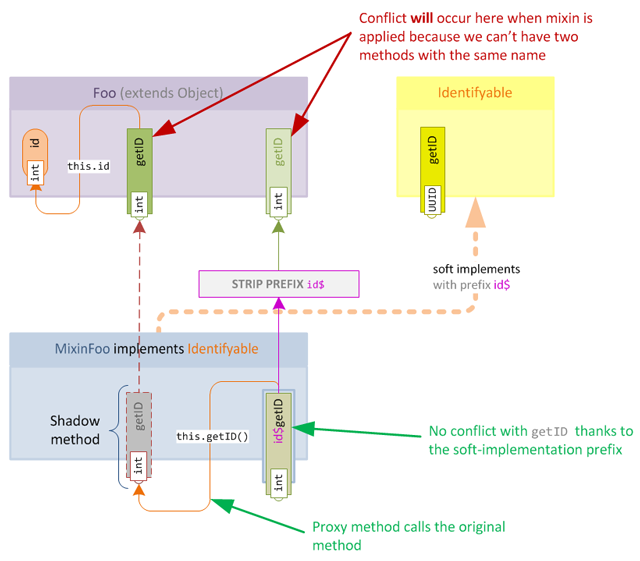 Conflict will occur here when mixin is
applied because we can't have two
methods with the same name
Foo (extends Object)
Identifyable
id
int
this.id
getID
int
getID
int
getID
UUID
STRIP PREFIX id$
soft implements
with prefix id$
MixinFoo implements Identifyable
Shadow
method
getID
int
this.getID()
id$getID
int
No conflict with getID thanks to
the soft-implementation prefix
Proxy method calls the original
method